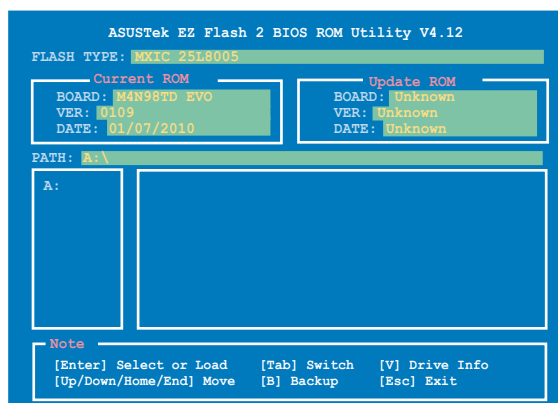 ASUSTek EZ Flash 2 BIOS ROM Utility V4.12
FLASH TYPE: MXIC 25L8005
Current ROM
BOARD: M4N98TD EVO
VER: 0109
DATE: 01/07/2010
Update ROM
BOARD: Unknown
VER: Unknown
DATE: Unknown
PATH: A:\
A:
Note
[Enter] Select or Load [Tab] Switch [V] Drive Info
[Up/Down/Home/End] Move [B] Backup [Esc] Exit